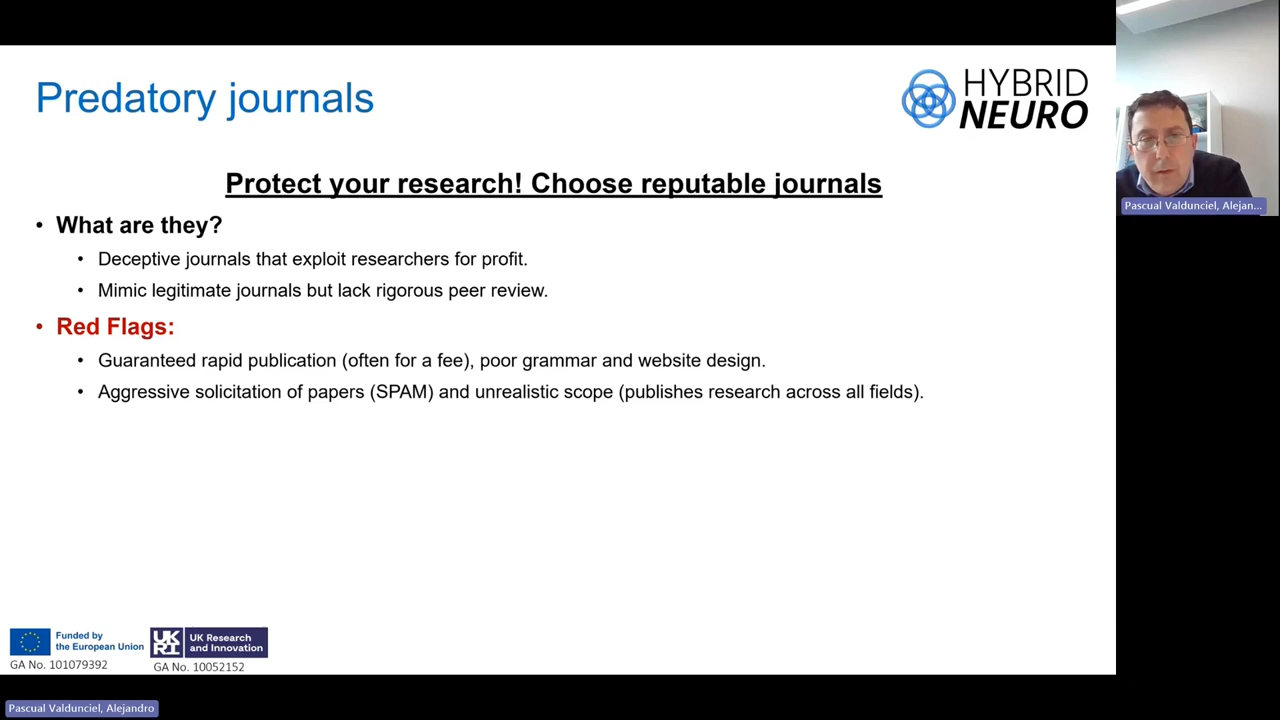 Predatory journals
HYBRID
NEURO
Protect your research! Choose reputable journals
• What are they?
• Deceptive journals that exploit researchers for profit.
• Mimic legitimate journals but lack rigorous peer review.
• Red Flags:
• Guaranteed rapid publication (often for a fee), poor grammar and website design.
• Aggressive solicitation of papers (SPAM) and unrealistic scope (publishes research across all fields).
Funded by
the European Union
GA No. 101079392
UK
RI
UK Research
and Innovation
GA No. 10052152
Pascual Valdunciel, Alejan...
Pascual Valdunciel, Alejandro